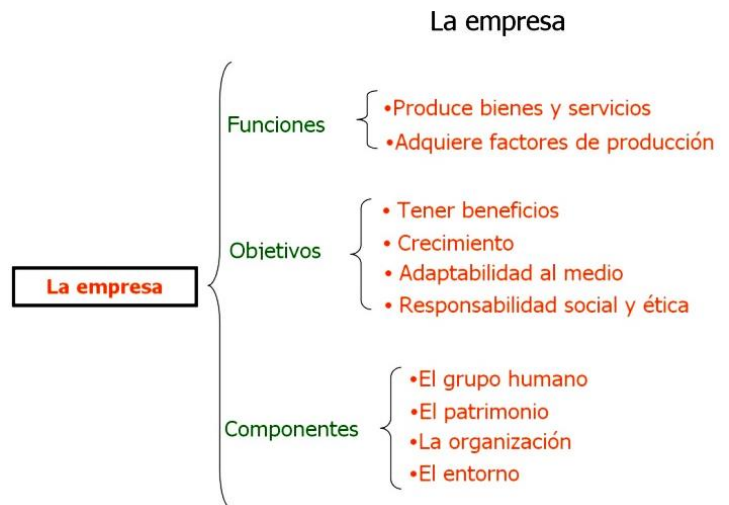 La empresa
La empresa
Funciones
•Produce bienes y servicios
•Adquiere factores de producción
Objetivos
• Tener beneficios
• Crecimiento
• Adaptabilidad al medio
• Responsabilidad social y ética
Componentes
•El grupo humano
•El patrimonio
•La organización
•El entorno